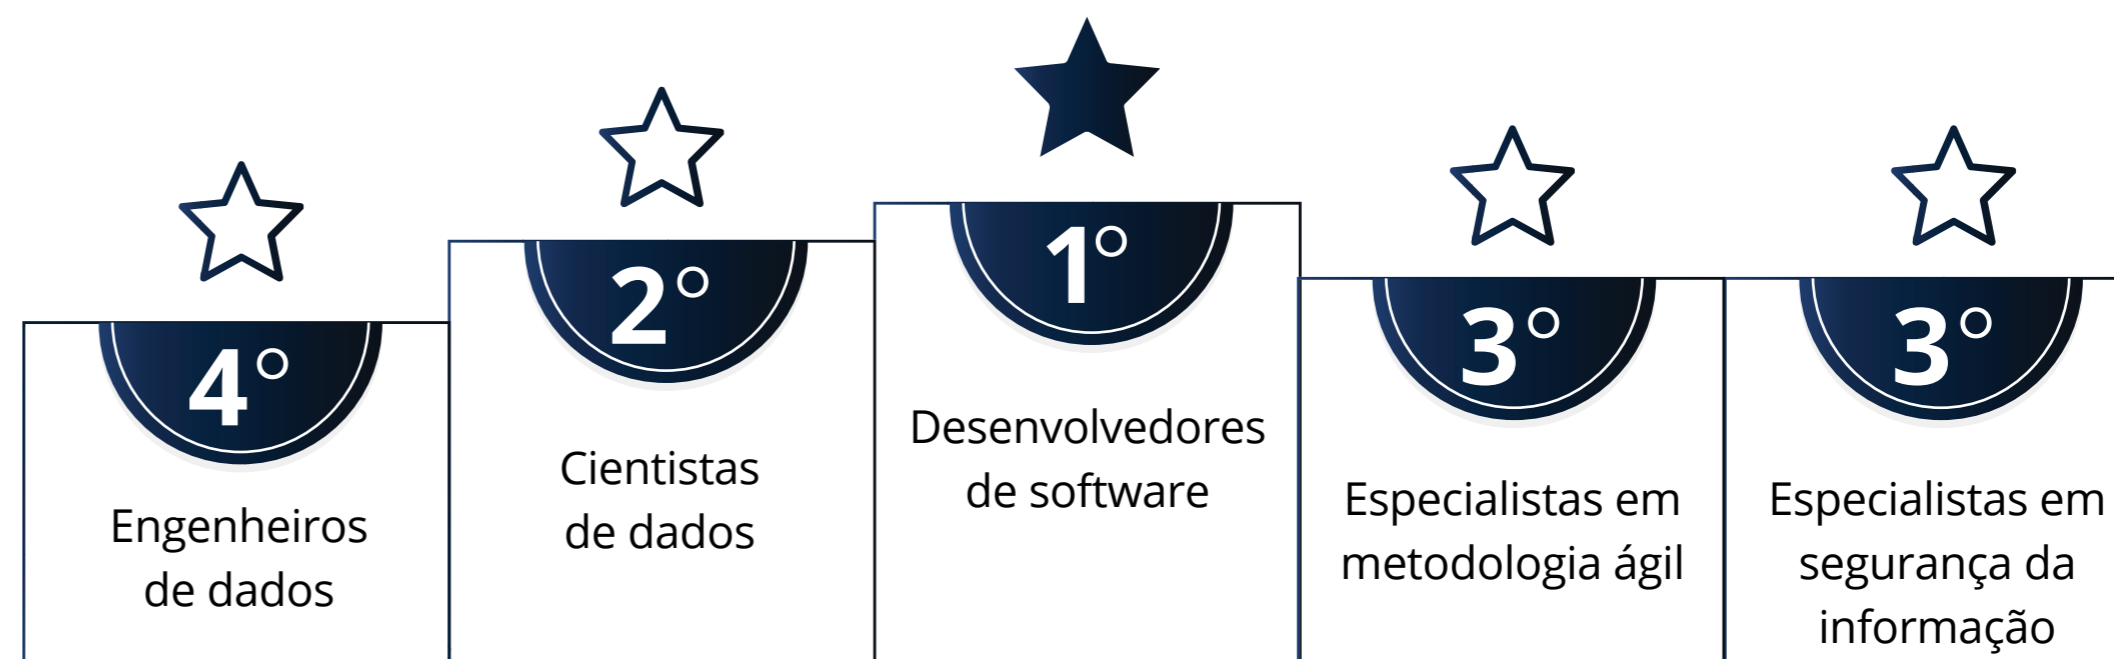 4°
Engenheiros
de dados
2°
Cientistas
de dados
1°
Desenvolvedores
de software
3°
Especialistas em
metodologia ágil
3°
Especialistas em
segurança da
informação